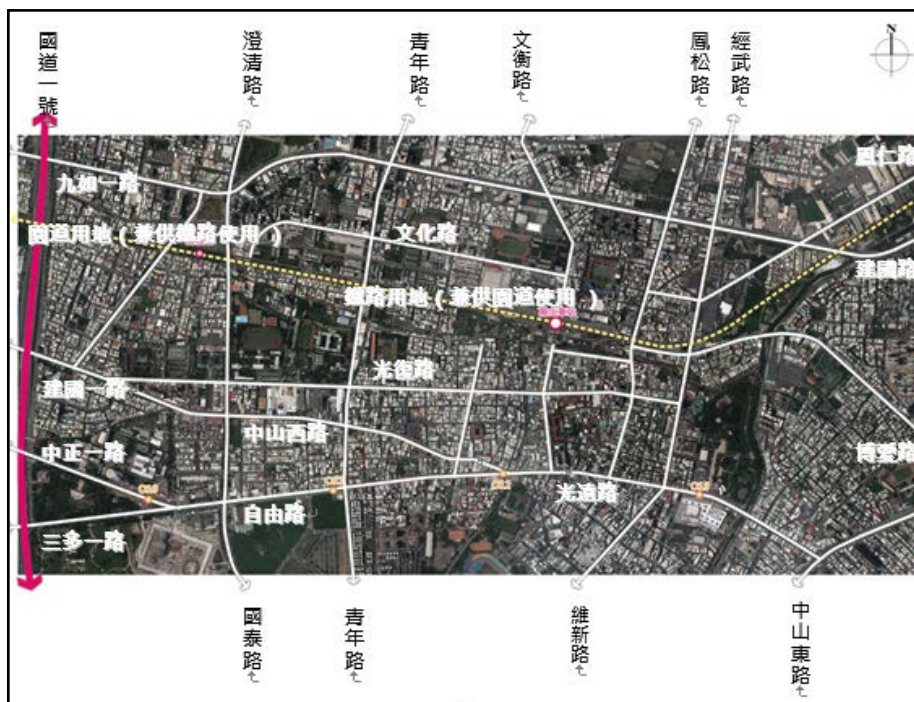 N
國道一號
澄清路
青年路
文衡路
鳳松路
經武路
九如一路
鳳仁路
園道用地（兼供鐵路使用）
文化路
建國路
鐵路用地（兼供園道使用）
光復路
建國一路
中山西路
中正一路
博愛路
自由路
光遠路
三多一路
國泰路
青年路
維新路
中山東路